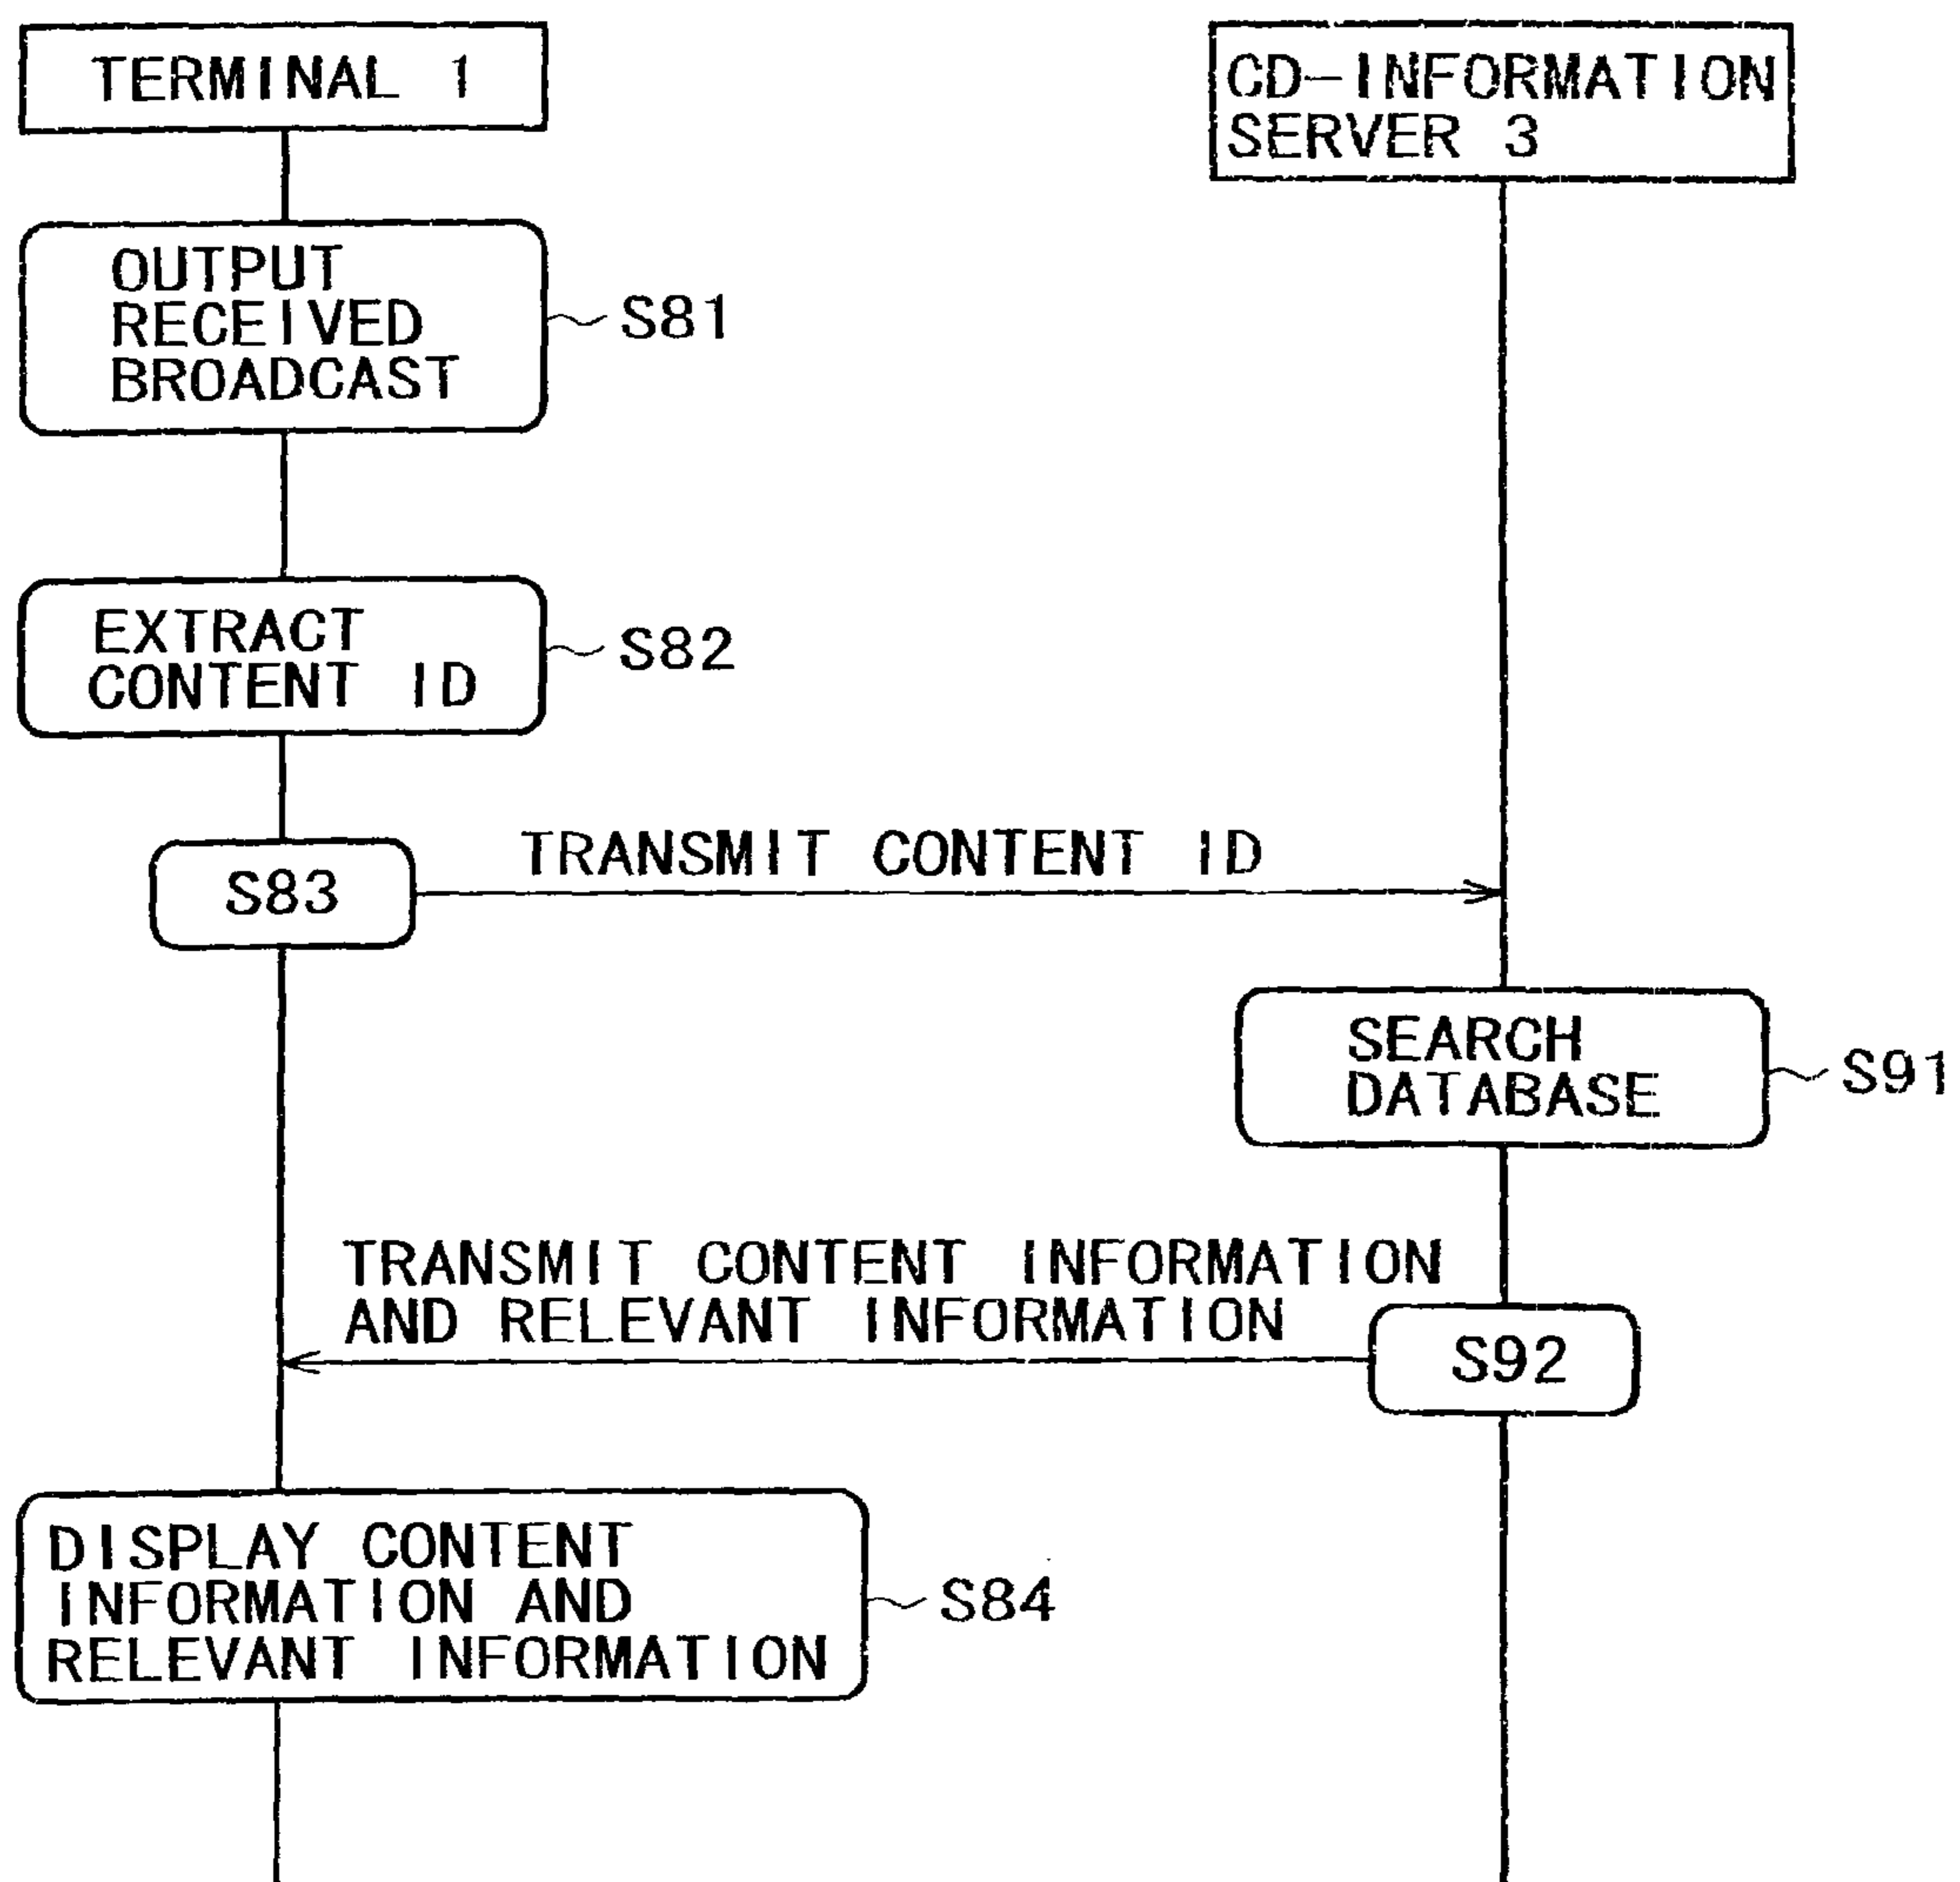 TERMINAL 1
CD-INFORMATION
SERVER 3
OUTPUT
RECEIVED
BROADCAST
S81
EXTRACT
CONTENT ID
S82
S83
TRANSMIT CONTENT ID
SEARCH
DATABASE
S91
TRANSMIT CONTENT INFORMATION
AND RELEVANT INFORMATION
S92
DISPLAY CONTENT
INFORMATION AND
RELEVANT INFORMATION
S84